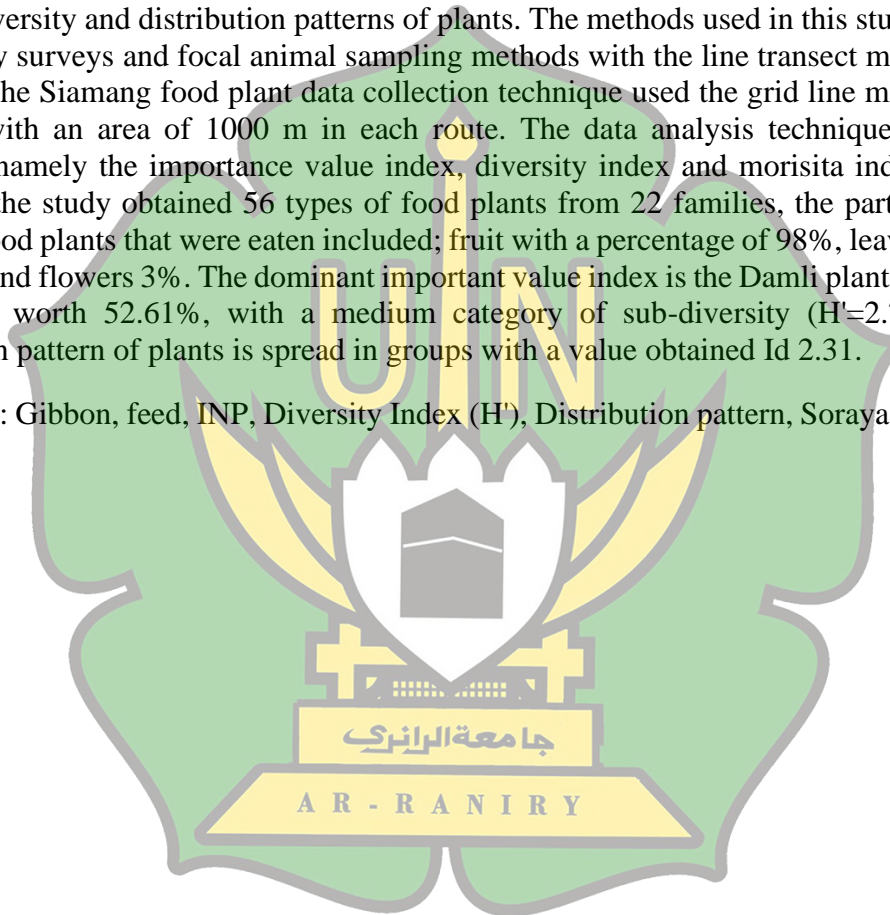 versity and distribution patterns of plants. The methods used in this stu
y surveys and focal animal sampling methods with the line transect m
he Siamang food plant data collection technique used the grid line m
with an area of 1000 m in each route. The data analysis technique
namely the importance value index, diversity index and morisita ind
the study obtained 56 types of food plants from 22 families, the part
ood plants that were eaten included; fruit with a percentage of 98%, leav
nd flowers 3%. The dominant important value index is the Damli plant
worth 52.61%, with a medium category of sub-diversity (H'=2.
n pattern of plants is spread in groups with a value obtained Id 2.31.
: Gibbon, feed, INP, Diversity Index (H'), Distribution pattern, Soraya
UIN
جامعة الرانري
AR-RANIRY